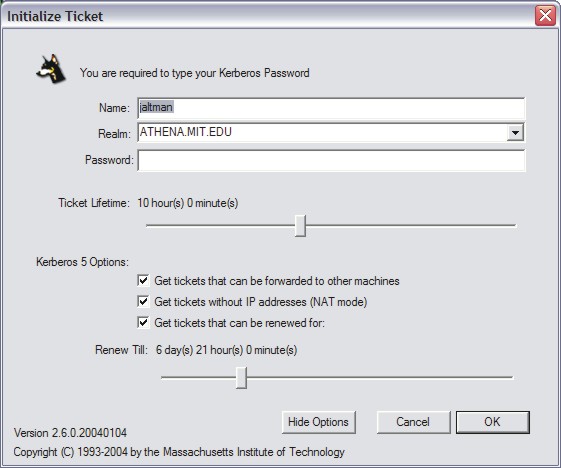 Initialize Ticket
You are required to type your Kerberos Password
Name: jaltman
Realm: ATHENA.MIT.EDU
Password:
Ticket Lifetime: 10 hour(s) 0 minute(s)
Kerberos 5 Options:
Get tickets that can be forwarded to other machines
Get tickets without IP addresses (NAT mode)
Get tickets that can be renewed for:
Renew Till: 6 day(s) 21 hour(s) 0 minute(s)
Hide Options Cancel OK
Version 2.6.0.20040104
Copyright (C) 1993-2004 by the Massachusetts Institute of Technology